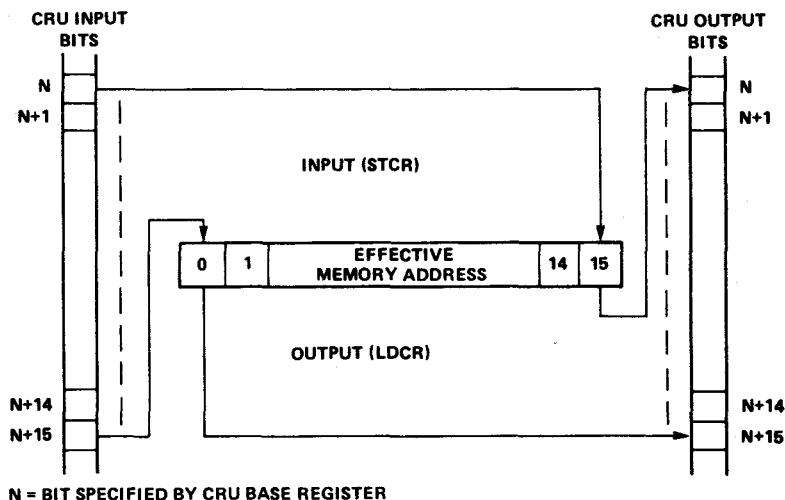 CRU INPUT
BITS
CRU OUTPUT
BITS
N
N
N+1
N+1
INPUT (STCR)
0
1
EFFECTIVE
MEMORY ADDRESS
14
15
OUTPUT (LDCR)
N+14
N+14
N+15
N+15
N = BIT SPECIFIED BY CRU BASE REGISTER